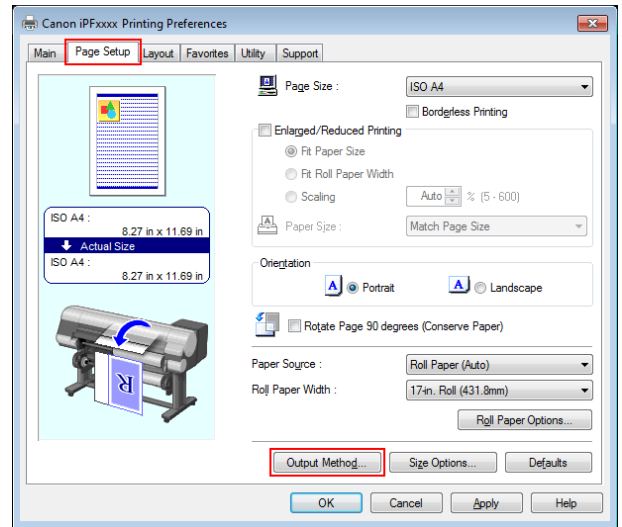 Canon iPFxxxx Printing Preferences
Main Page Setup Layout Favorites Utility Support
Page Size : ISO A4
Borderless Printing
Enlarged/Reduced Printing
Fit Paper Size
Fit Roll Paper Width
Scaling Auto % (5 - 600)
Paper Size : Match Page Size
ISO A4 :
8.27 in x 11.69 in
Actual Size
ISO A4 :
8.27 in x 11.69 in
Orientation
A Portrait A Landscape
Rotate Page 90 degrees (Conserve Paper)
R
Paper Source : Roll Paper (Auto)
Roll Paper Width : 17-in. Roll (431.8mm)
Roll Paper Options...
Output Method... Size Options... Defaults
OK Cancel Apply Help